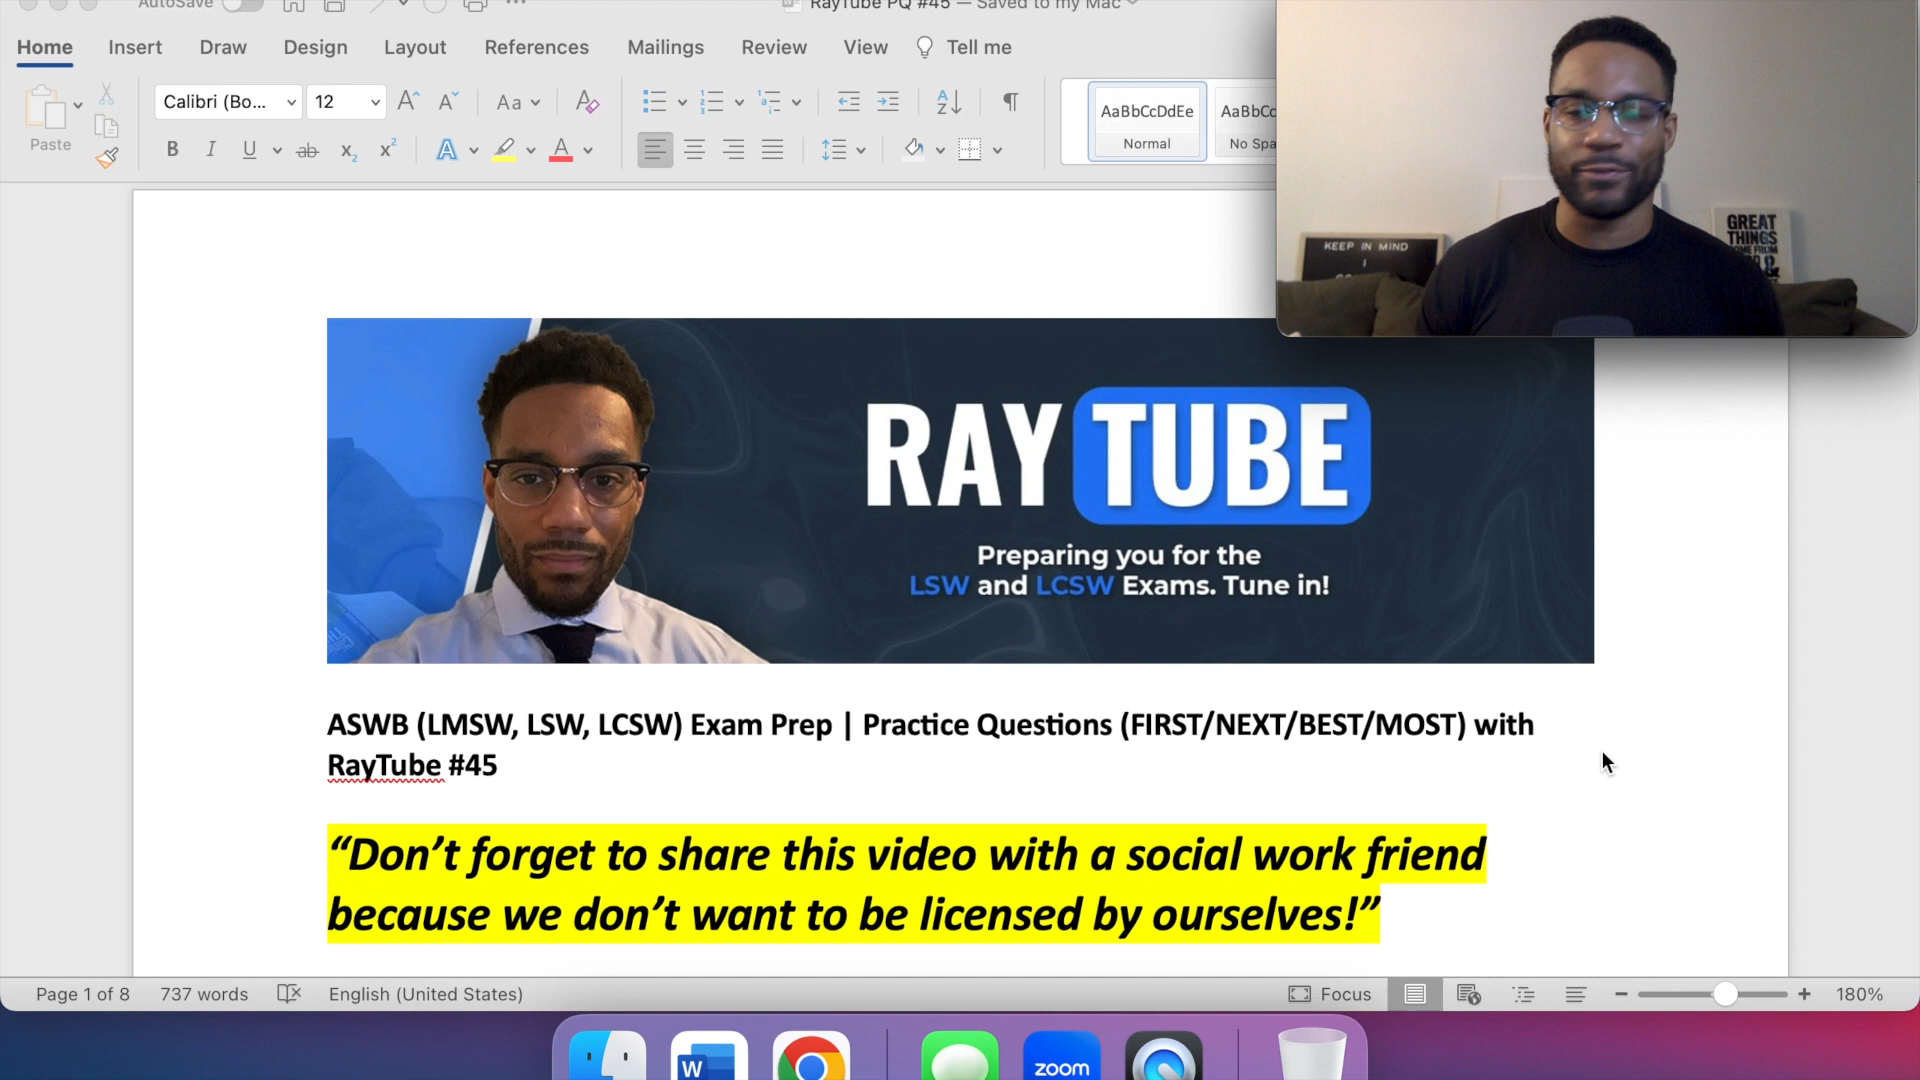 AutoSave
RayTube PQ #45 — Saved to my Mac
Home Insert Draw Design Layout References Mailings Review View Tell me
Paste
Calibri (Bo... 12 Aa
AaBbCcDdEe AaBbCc
Normal No Spa
KEEP IN MIND
I
GREAT
THINGS
COME FROM
&
RAY TUBE
Preparing you for the
LSW and LCSW Exams. Tune in!
ASWB (LMSW, LSW, LCSW) Exam Prep | Practice Questions (FIRST/NEXT/BEST/MOST) with
RayTube #45
“Don’t forget to share this video with a social work friend
because we don’t want to be licensed by ourselves!”
Page 1 of 8 737 words English (United States) Focus 180%
W zoom